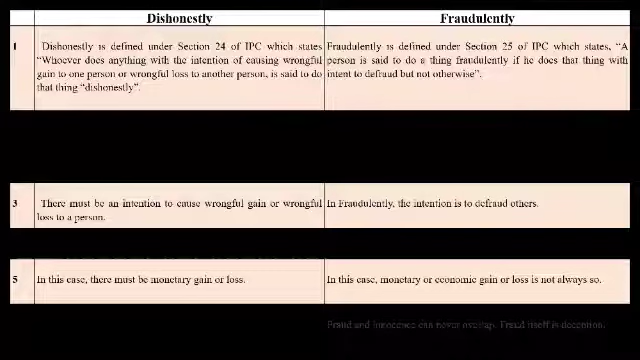 Dishonestly Fraudulently
1 Dishonestly is defined under Section 24 of IPC which states Fraudulently is defined under Section 25 of IPC which states, “A
“Whoever does anything with the intention of causing wrongful person is said to do a thing fraudulently if he does that thing with
gain to one person or wrongful loss to another person, is said to do intent to defraud but not otherwise”.
that thing “dishonestly”.
3 There must be an intention to cause wrongful gain or wrongful In Fraudulently, the intention is to defraud others.
loss to a person.
5 In this case, there must be monetary gain or loss. In this case, monetary or economic gain or loss is not always so.
Fraud and innocence can never overlap. Fraud itself is deception.